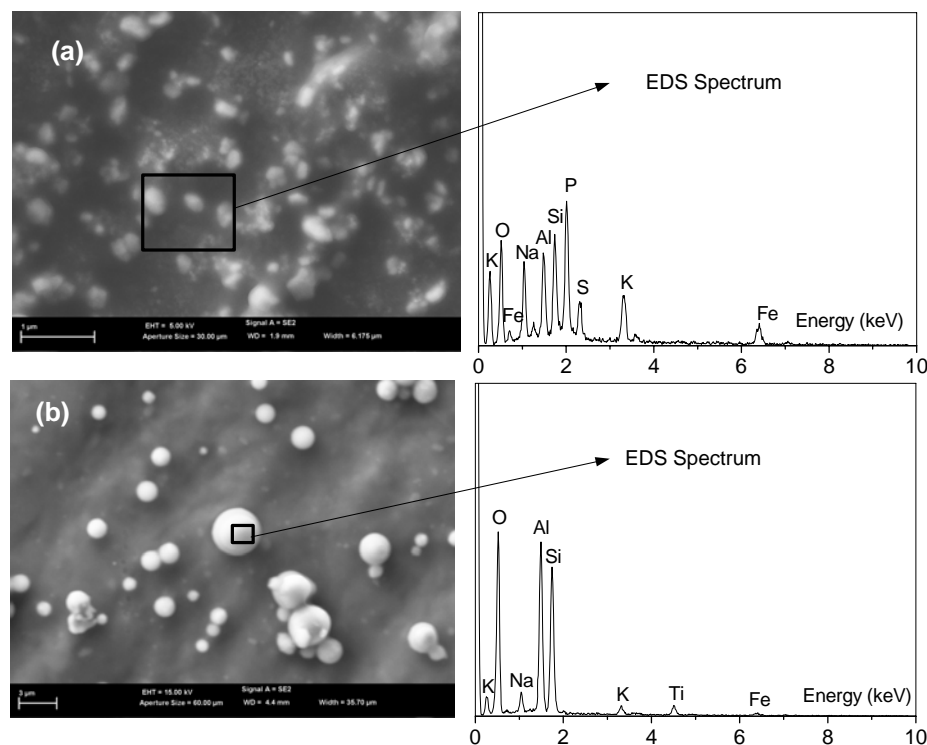 (a)
EDS Spectrum
P
Si
O
Al
Na
K
S
K
Fe
Fe
Energy (keV)
0 2 4 6 8 10
1 µm
EHT = 5.00 kV
Signal A = SE2
Aperture Size = 30.00 µm
WD = 1.9 mm
Width = 6.175 µm
(b)
EDS Spectrum
O
Al
Si
K
Na
K
Ti
Fe
Energy (keV)
0 2 4 6 8 10
3 µm
EHT = 15.00 kV
Signal A = SE2
Aperture Size = 60.00 µm
WD = 4.4 mm
Width = 35.70 µm